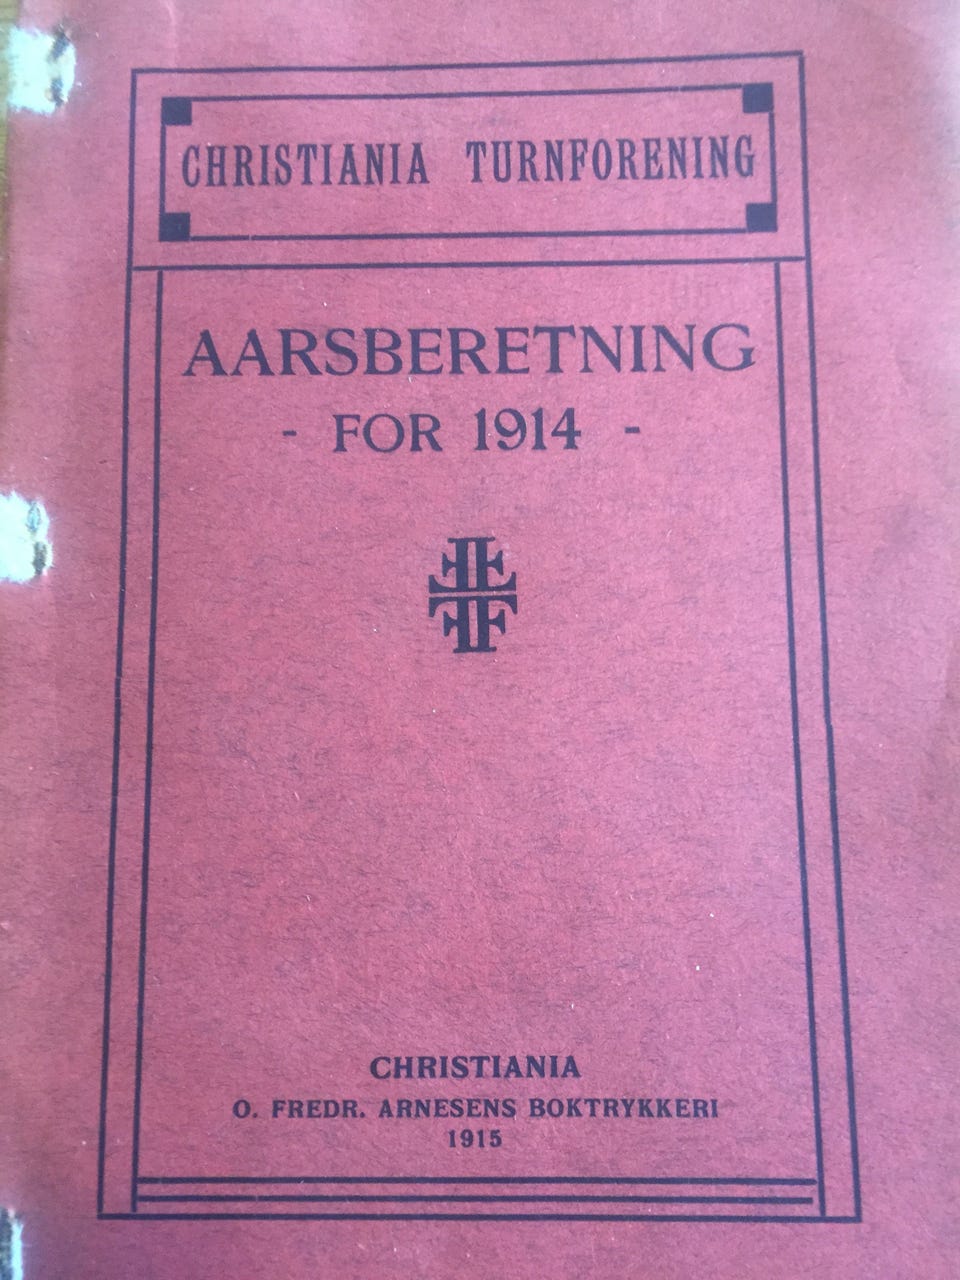 CHRISTIANIA TURNFORENING
AARSBERETNING
- FOR 1914 -
CHRISTIANIA
O. FREDR. ARNESENS BOKTRYKKERI
1915